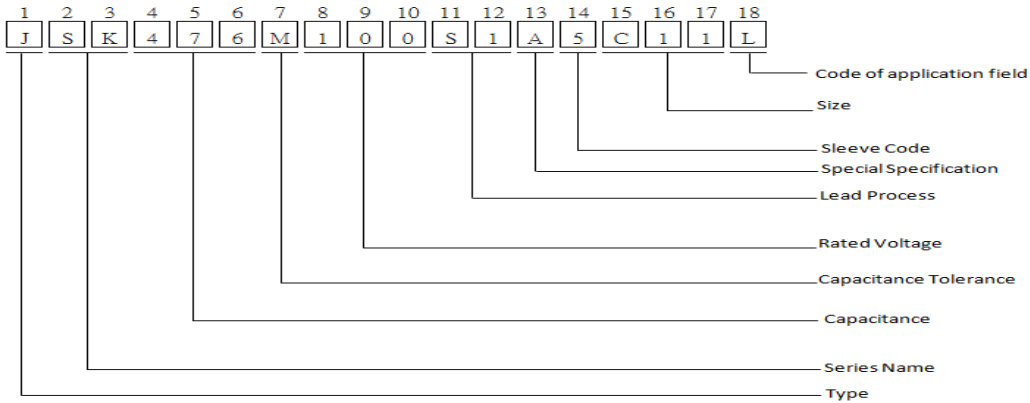 1 2 3 4 5 6 7 8 9 10 11 12 13 14 15 16 17 18
J S K 4 7 6 M 1 0 0 S 1 A 5 C 1 1 L
Code of application field
Size
Sleeve Code
Special Specification
Lead Process
Rated Voltage
Capacitance Tolerance
Capacitance
Series Name
Type